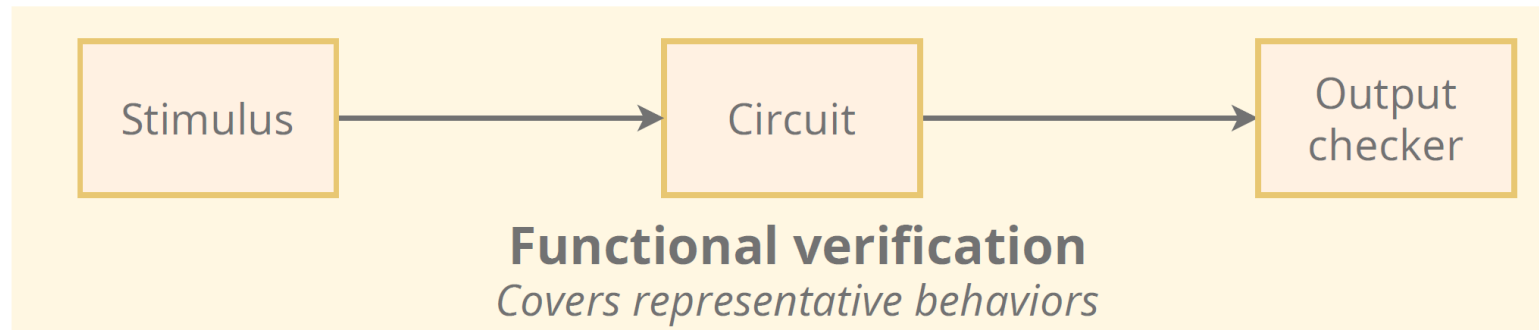 Stimulus
Circuit
Output
checker
Functional verification
Covers representative behaviors